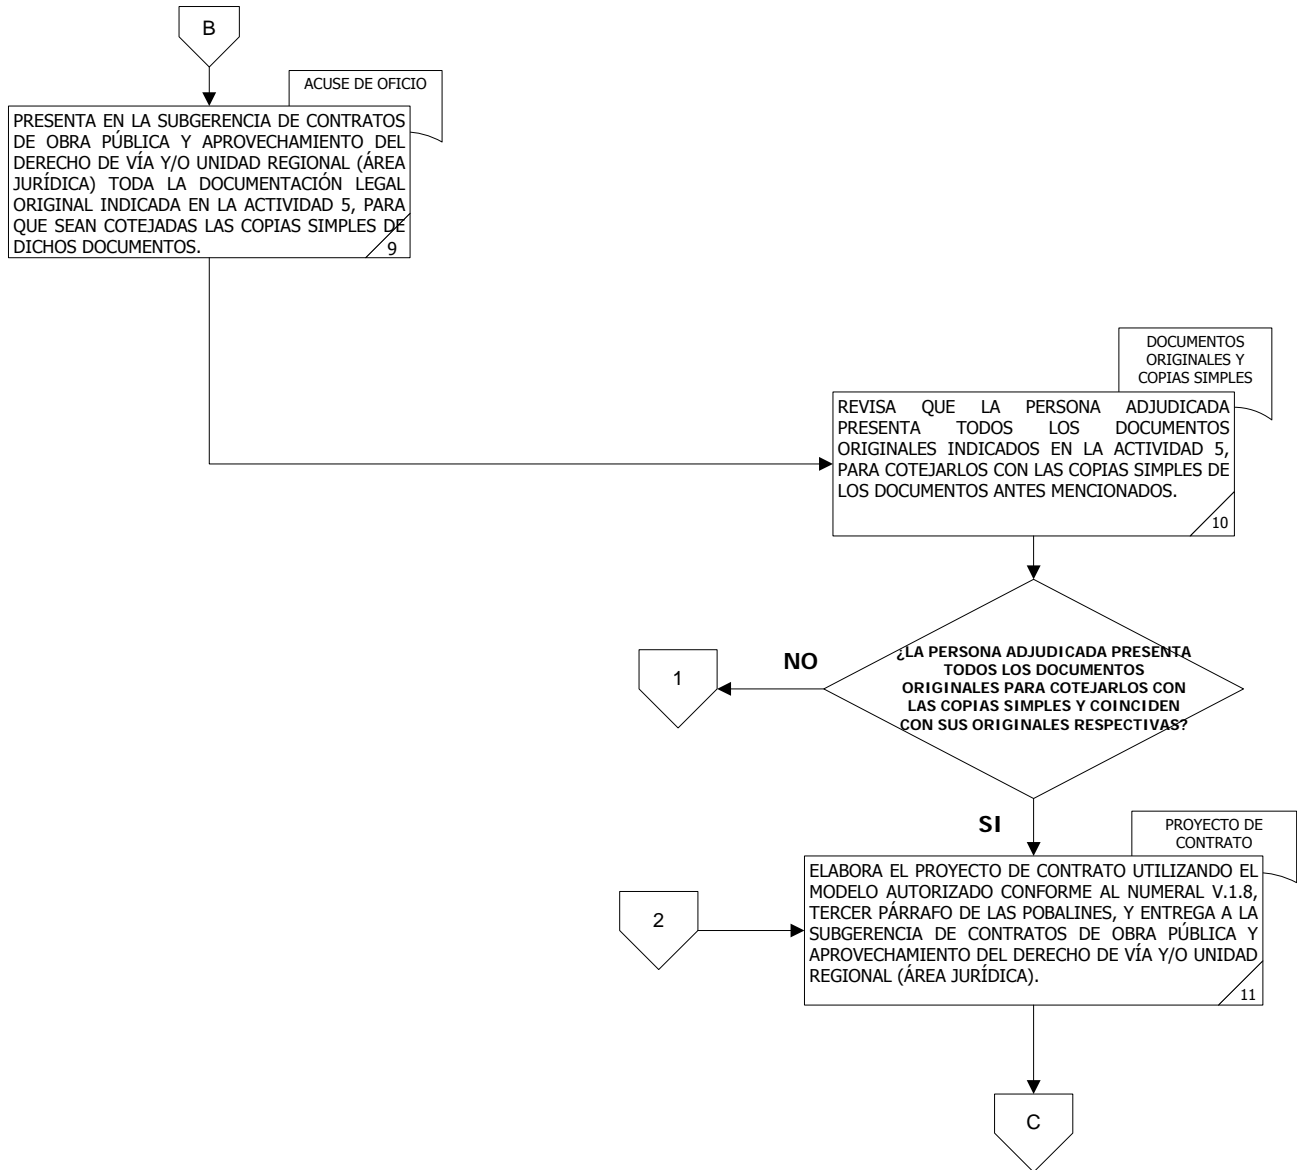 B
ACUSE DE OFICIO
PRESENTA EN LA SUBGERENCIA DE CONTRATOS
DE OBRA PÚBLICA Y APROVECHAMIENTO DEL
DERECHO DE VÍA Y/O UNIDAD REGIONAL (ÁREA
JURÍDICA) TODA LA DOCUMENTACIÓN LEGAL
ORIGINAL INDICADA EN LA ACTIVIDAD 5, PARA
QUE SEAN COTEJADAS LAS COPIAS SIMPLES DE
DICHOS DOCUMENTOS.
9
DOCUMENTOS
ORIGINALES Y
COPIAS SIMPLES
REVISA QUE LA PERSONA ADJUDICADA
PRESENTA TODOS LOS DOCUMENTOS
ORIGINALES INDICADOS EN LA ACTIVIDAD 5,
PARA COTEJARLOS CON LAS COPIAS SIMPLES DE
LOS DOCUMENTOS ANTES MENCIONADOS.
10
¿LA PERSONA ADJUDICADA PRESENTA
TODOS LOS DOCUMENTOS
ORIGINALES PARA COTEJARLOS CON
LAS COPIAS SIMPLES Y COINCIDEN
CON SUS ORIGINALES RESPECTIVAS?
NO
1
SI
PROYECTO DE
CONTRATO
2
ELABORA EL PROYECTO DE CONTRATO UTILIZANDO EL
MODELO AUTORIZADO CONFORME AL NUMERAL V.1.8,
TERCER PÁRRAFO DE LAS POBALINES, Y ENTREGA A LA
SUBGERENCIA DE CONTRATOS DE OBRA PÚBLICA Y
APROVECHAMIENTO DEL DERECHO DE VÍA Y/O UNIDAD
REGIONAL (ÁREA JURÍDICA).
11
C